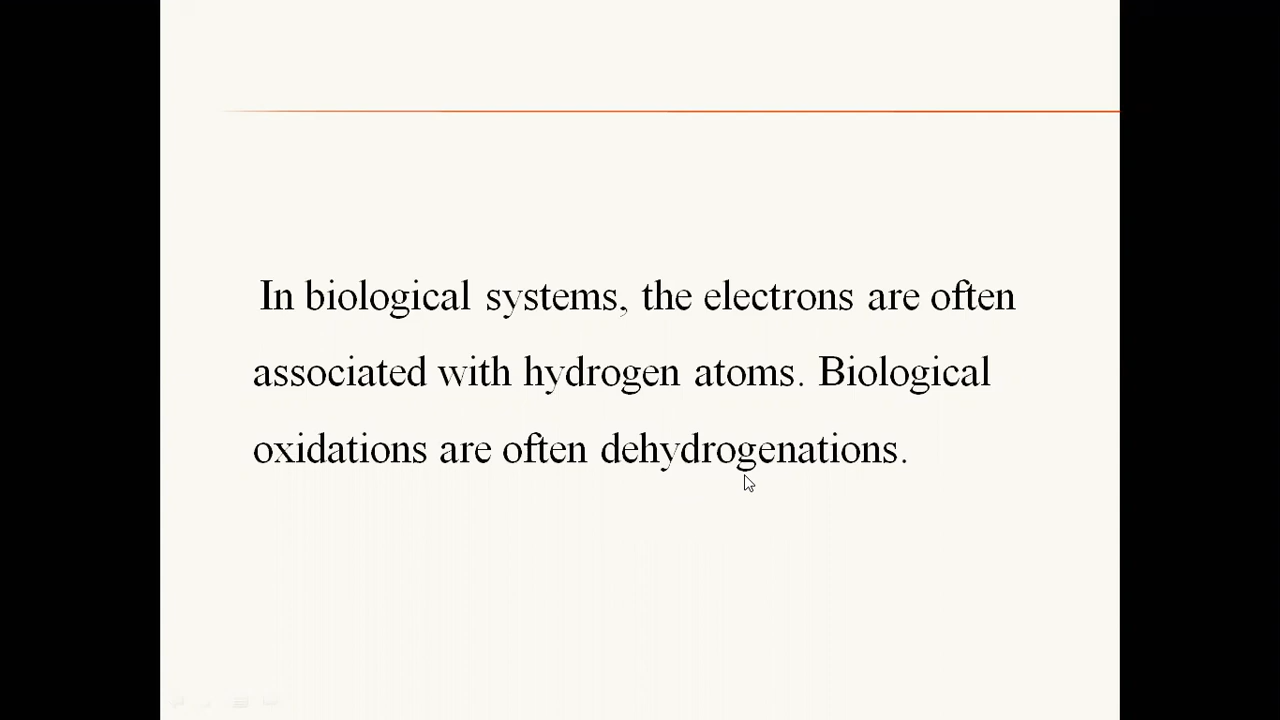 In biological systems, the electrons are often
associated with hydrogen atoms. Biological
oxidations are often dehydrogenations.